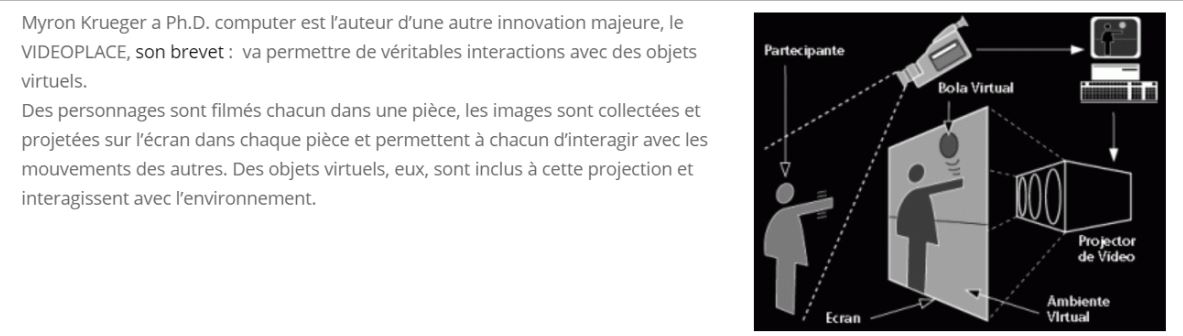 Myron Krueger a Ph.D. computer est l’auteur d’une autre innovation majeure, le
VIDEOPLACE, son brevet :  va permettre de véritables interactions avec des objets
virtuels.
Des personnages sont filmés chacun dans une pièce, les images sont collectées et
projetées sur l’écran dans chaque pièce et permettent à chacun d’interagir avec les
mouvements des autres. Des objets virtuels, eux, sont inclus à cette projection et
interagissent avec l’environnement.
Partecipante
Bola Virtual
Projector
de Vídeo
Ambiente
VIrtual
Ecran